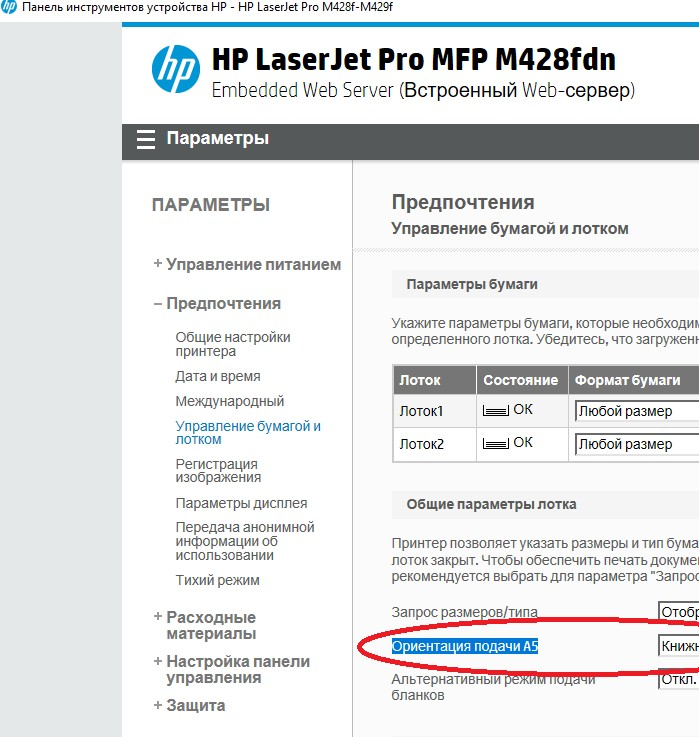 Панель инструментов устройства HP - HP LaserJet Pro M428f-M429f
hp
HP LaserJet Pro MFP M428fdn
Embedded Web Server (Встроенный Web-сервер)
Параметры
ПАРАМЕТРЫ
+ Управление питанием
– Предпочтения
Общие настройки
принтера
Дата и время
Международный
Управление бумагой и
лотком
Регистрация
изображения
Параметры дисплея
Передача анонимной
информации об
использовании
Тихий режим
+ Расходные
материалы
+ Настройка панели
управления
+ Защита
Предпочтения
Управление бумагой и лотком
Параметры бумаги
Укажите параметры бумаги, которые необходим
определенного лотка. Убедитесь, что загружен
Лоток Состояние Формат бумаги
Лоток1 OK Любой размер
Лоток2 OK Любой размер
Общие параметры лотка
Принтер позволяет указать размеры и тип бума
лоток закрыт. Чтобы обеспечить печать докуме
рекомендуется выбрать для параметра "Запрос
Запрос размеров/типа Отобр
Ориентация подачи A5 Книжн
Альтернативный режим подачи Откл.
бланков